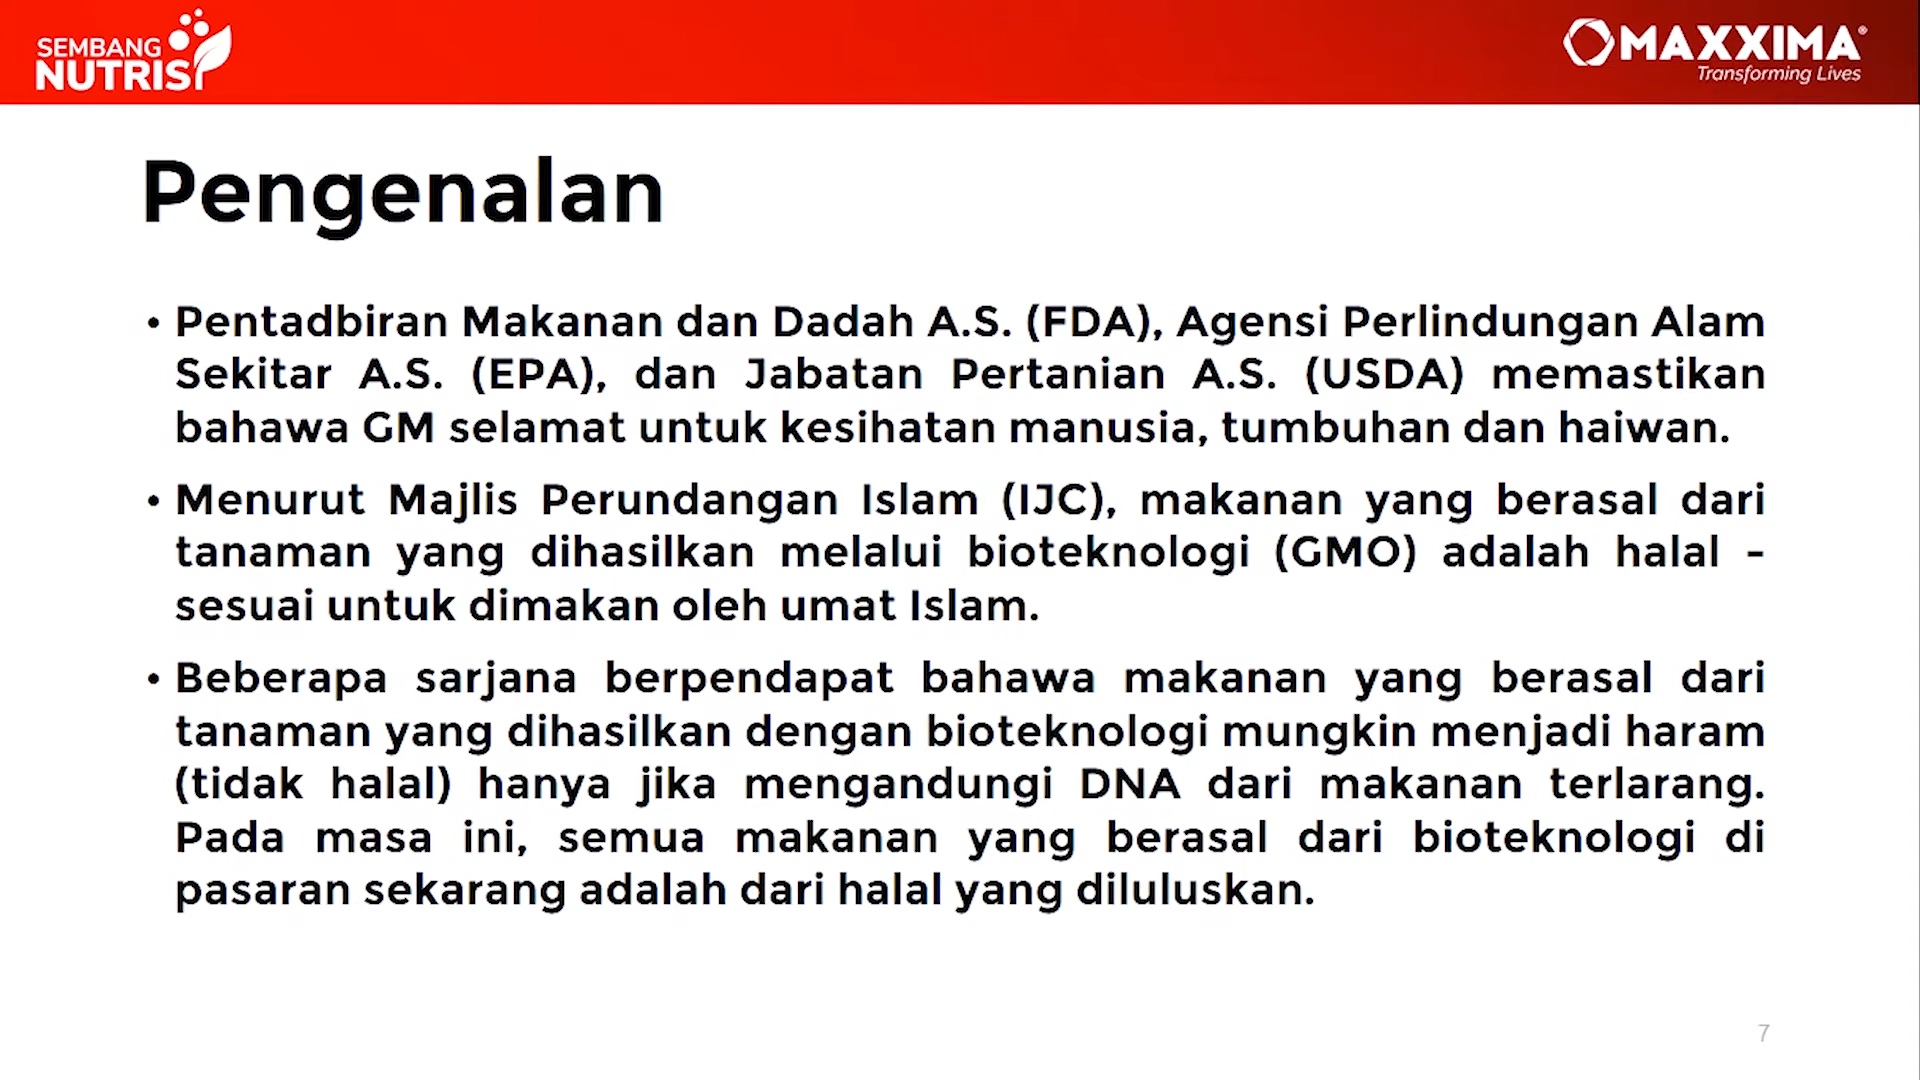 SEMBANG
NUTRISI
MAXXIMA®
Transforming Lives
Pengenalan
• Pentadbiran Makanan dan Dadah A.S. (FDA), Agensi Perlindungan Alam
Sekitar A.S. (EPA), dan Jabatan Pertanian A.S. (USDA) memastikan
bahawa GM selamat untuk kesihatan manusia, tumbuhan dan haiwan.
• Menurut Majlis Perundangan Islam (IJC), makanan yang berasal dari
tanaman yang dihasilkan melalui bioteknologi (GMO) adalah halal -
sesuai untuk dimakan oleh umat Islam.
• Beberapa sarjana berpendapat bahawa makanan yang berasal dari
tanaman yang dihasilkan dengan bioteknologi mungkin menjadi haram
(tidak halal) hanya jika mengandungi DNA dari makanan terlarang.
Pada masa ini, semua makanan yang berasal dari bioteknologi di
pasaran sekarang adalah dari halal yang diluluskan.
7